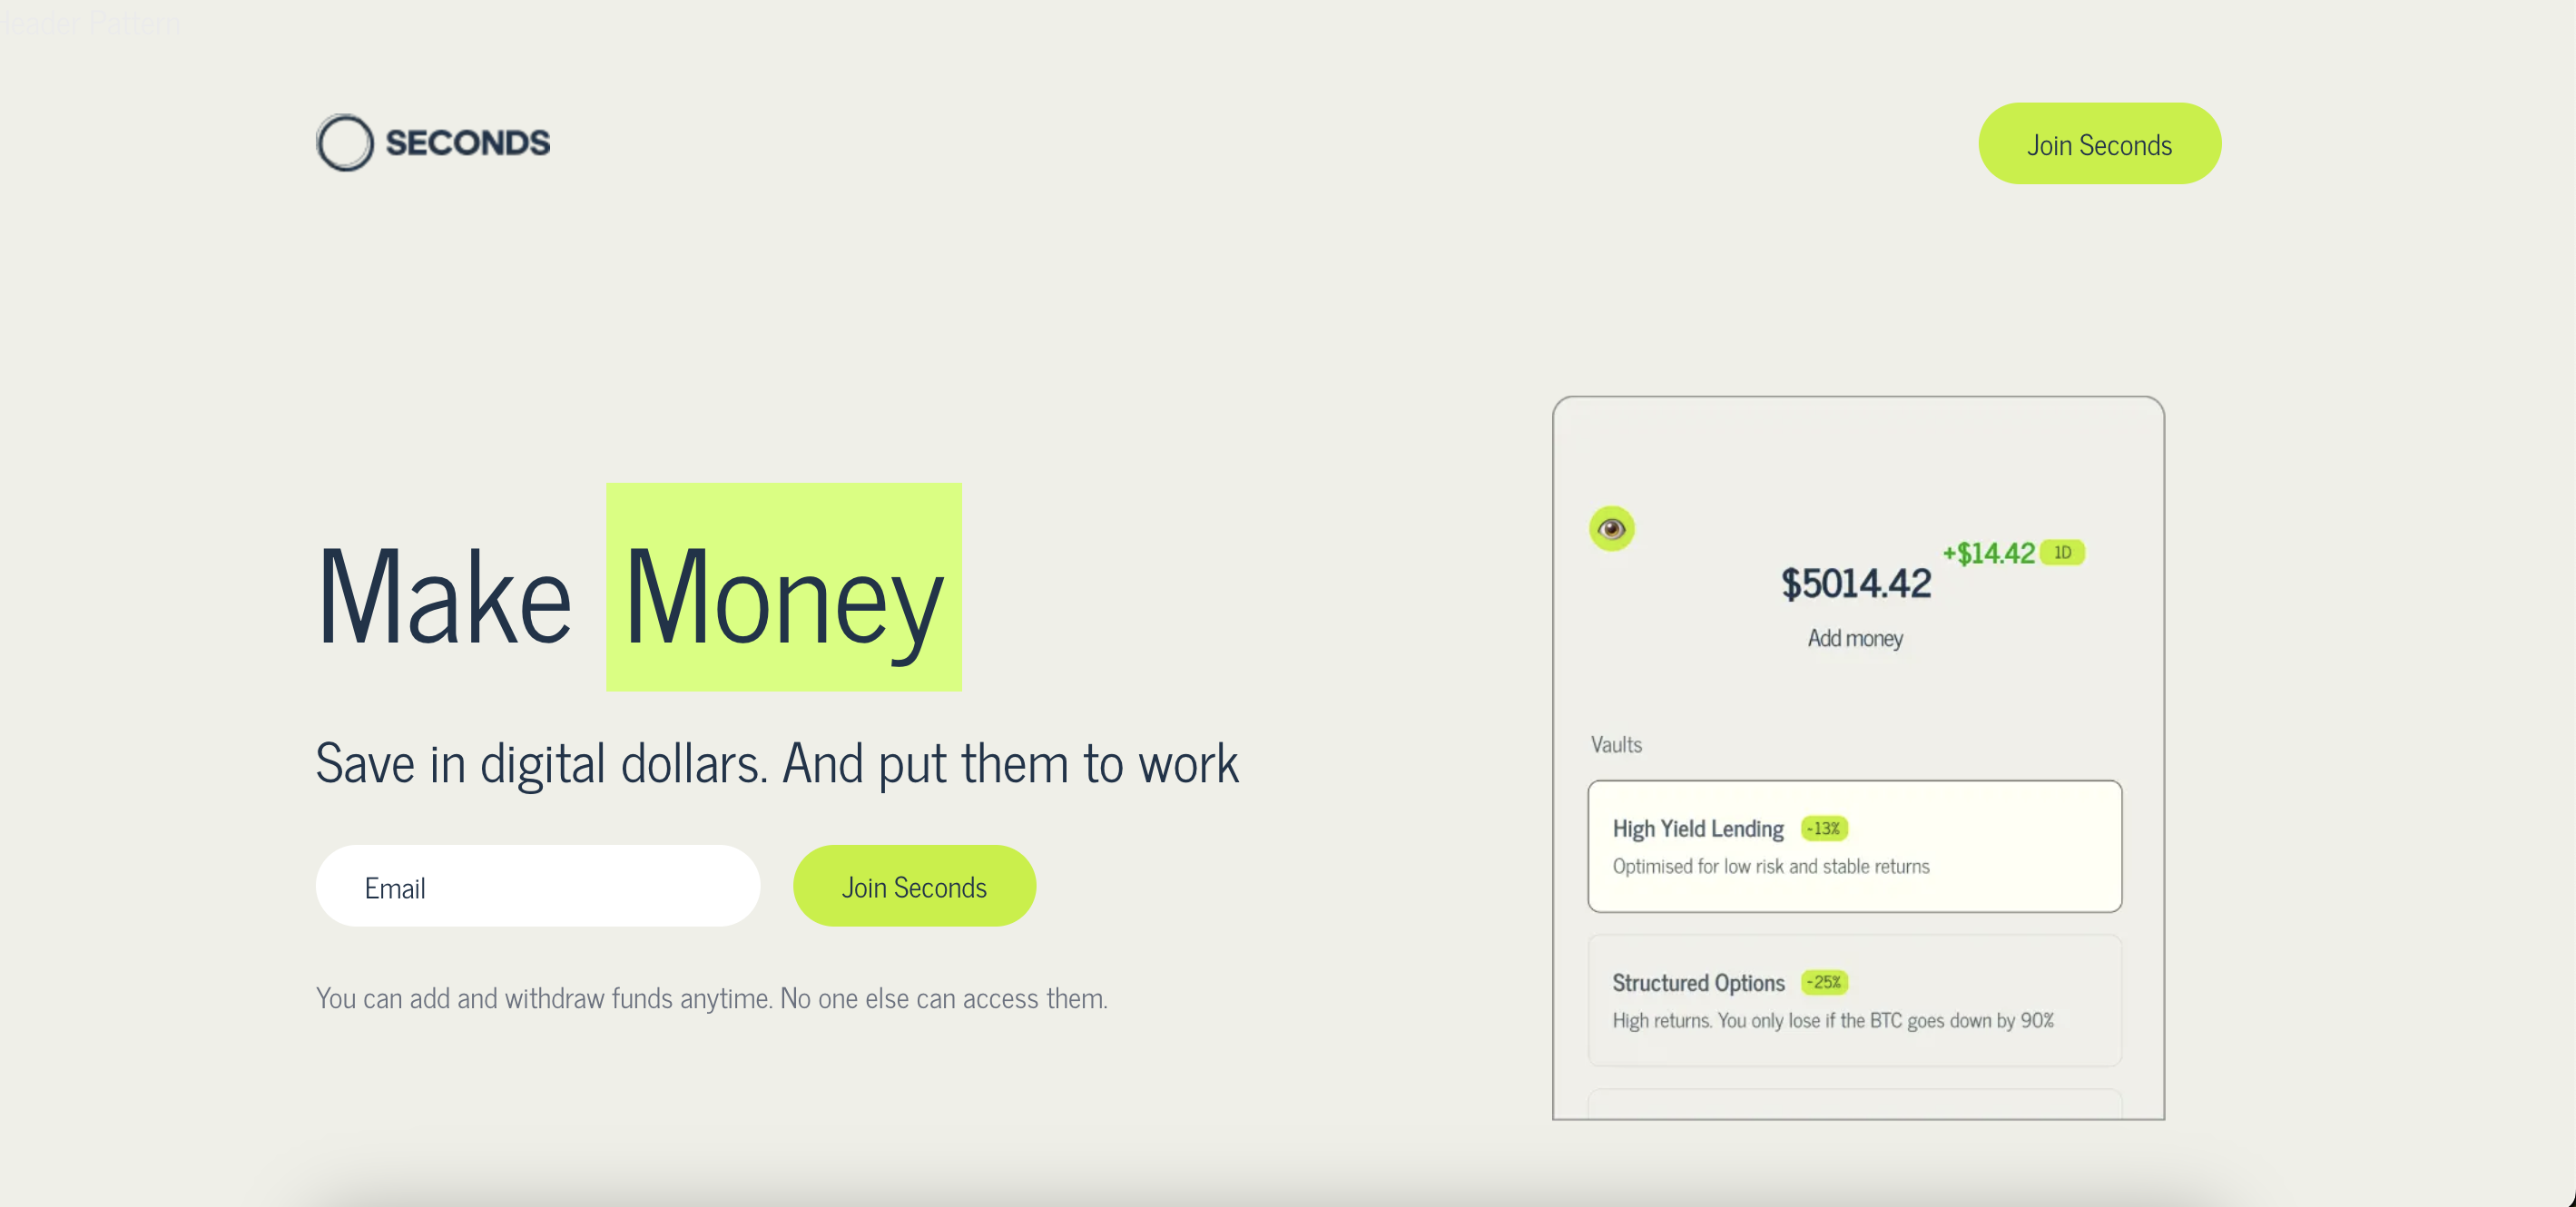 Header Pattern
SECONDS
Join Seconds
Make Money
Save in digital dollars. And put them to work
Email
Join Seconds
You can add and withdraw funds anytime. No one else can access them.
+$14.42 1D
$5014.42
Add money
Vaults
High Yield Lending ~13%
Optimised for low risk and stable returns
Structured Options ~25%
High returns. You only lose if the BTC goes down by 90%